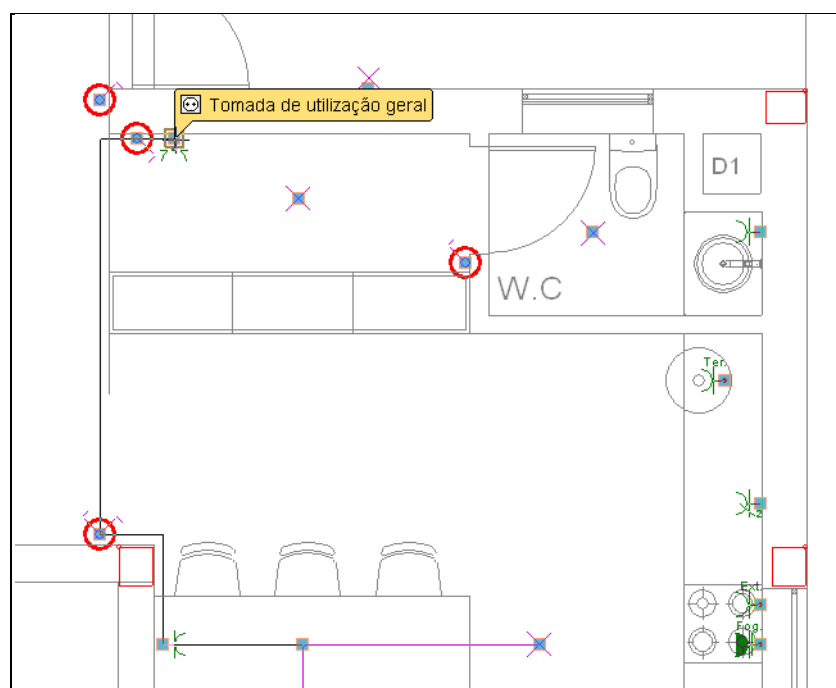 Tomada de utilização geral
D1
W.C
Ter.
Ext.
Fog.